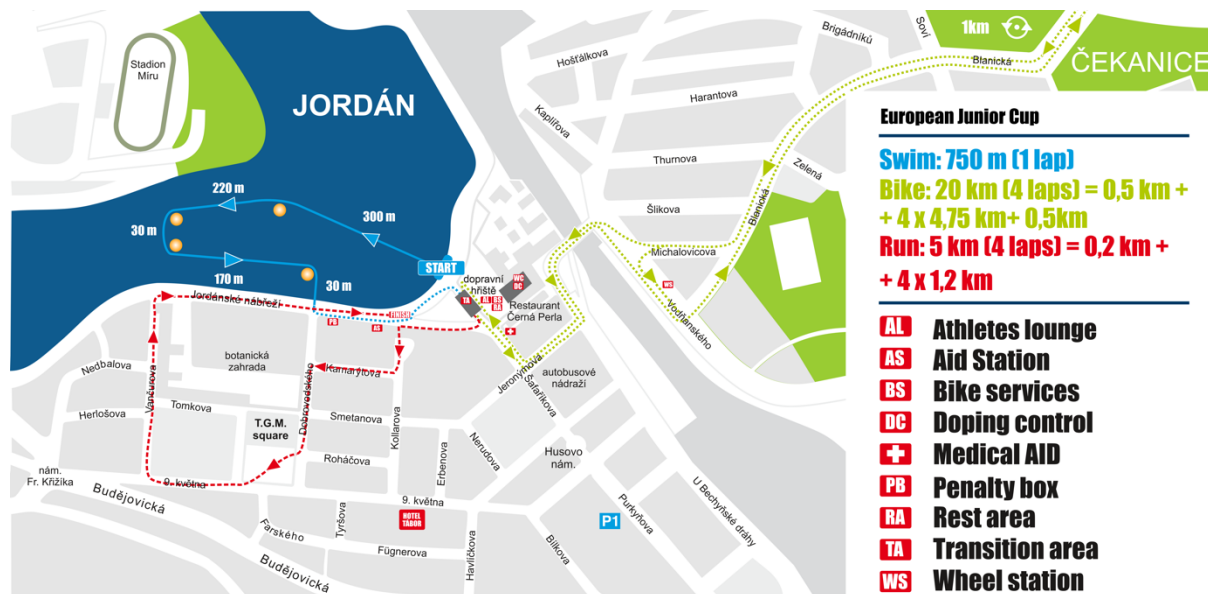 Stadion
Míru
JORDÁN
220 m
30 m
300 m
170 m
30 m
START
1km
ČEKANICE
Brigádníků
Soví
Blanická
Hošťálkova
Harantova
Kaplířova
Thurnova
Zelená
Šlikova
Blanická
Michalovicova
WS
Vodňanského
dopravní
hřiště
WC
DC
TA
AL
BS
RA
Restaurant
Černá Perla
Jordánské nábřeží
FINISH
PB
AS
Nedbalova
Vančurova
botanická
zahrada
Dobrovedského
Kamarýtova
Jeronýmova
Šafaříkova
autobusové
nádraží
Herlošova
Tomkova
T.G.M.
square
Smetanova
Kollárova
Roháčova
Erbenova
Nerudova
Husovo
nám.
nám.
Fr. Křižíka
9. května
9. května
Budějovická
Farského
Budějovická
Tyršova
HOTEL
TÁBOR
Fügnerova
Havlíčkova
Bílkova
P1
Purkyňova
U Bechyňské dráhy
European Junior Cup
Swim: 750 m (1 lap)
Bike: 20 km (4 laps) = 0,5 km +
+ 4 x 4,75 km+ 0,5km
Run: 5 km (4 laps) = 0,2 km +
+ 4 x 1,2 km
AL Athletes lounge
AS Aid Station
BS Bike services
DC Doping control
Medical AID
PB Penalty box
RA Rest area
TA Transition area
WS Wheel station